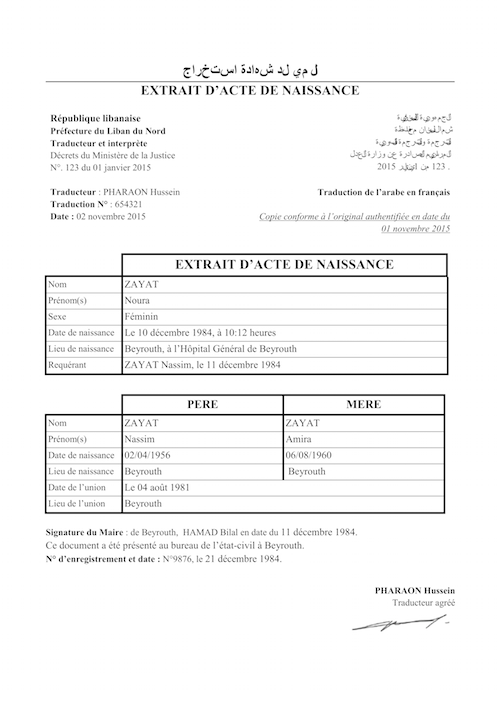 ل مي لد شهادة استخراج
EXTRAIT D'ACTE DE NAISSANCE
République libanaise
Préfecture du Liban du Nord
Traducteur et interprète
Décrets du Ministère de la Justice
N°. 123 du 01 janvier 2015
عن وزارة
123 من 2015
Traducteur : PHARAON Hussein
Traduction N° : 654321
Date : 02 novembre 2015
Traduction de l'arabe en français
Copie conforme à l'original authentifiée en date du
01 novembre 2015
EXTRAIT D'ACTE DE NAISSANCE
Nom ZAYAT
Prénom(s) Noura
Sexe Féminin
Date de naissance Le 10 décembre 1984, à 10:12 heures
Lieu de naissance Beyrouth, à l'Hôpital Général de Beyrouth
Requérant ZAYAT Nassim, le 11 décembre 1984
PERE MERE
Nom ZAYAT ZAYAT
Prénom(s) Nassim Amira
Date de naissance 02/04/1956 06/08/1960
Lieu de naissance Beyrouth Beyrouth
Date de l'union Le 04 août 1981
Lieu de l'union Beyrouth
Signature du Maire : de Beyrouth, HAMAD Bilal en date du 11 décembre 1984.
Ce document a été présenté au bureau de l'état-civil à Beyrouth.
N° d'enregistrement et date : N°9876, le 21 décembre 1984.
PHARAON Hussein
Traducteur agréé